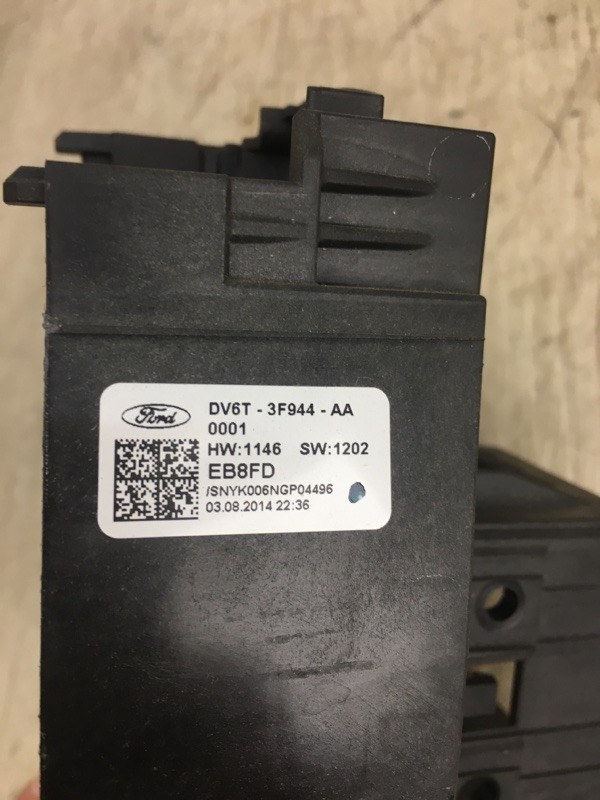 Ford
DV6T - 3F944 - AA
0001
HW:1146 SW:1202
EB8FD
/SNYK006NGP04496
03.08.2014 22:36